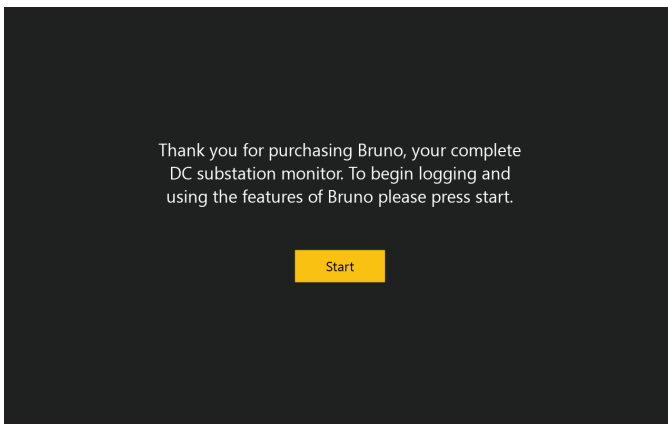 Thank you for purchasing Bruno, your complete
DC substation monitor. To begin logging and
using the features of Bruno please press start.
Start